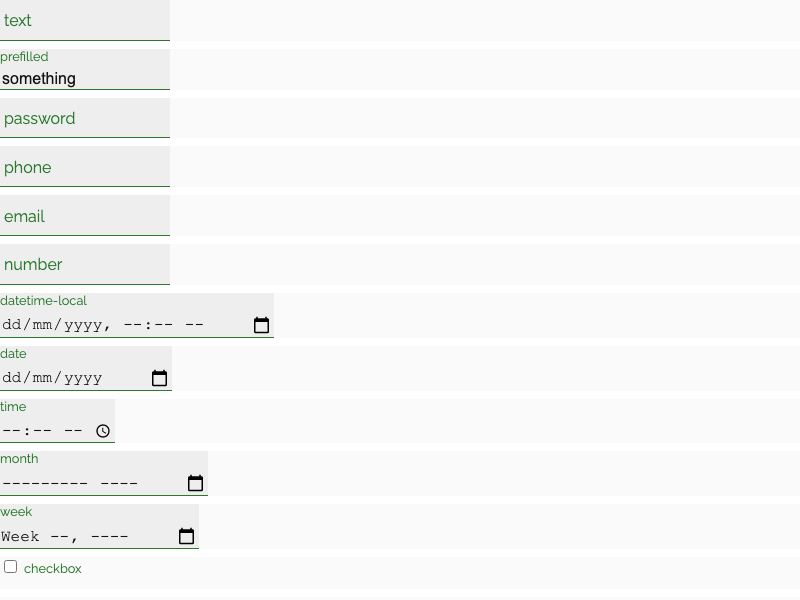 text
prefilled
something
password
phone
email
number
datetime-local
dd/mm/yyyy, --:-- --
date
dd/mm/yyyy
time
--:-- --
month
--------- ----
week
Week --, ----
checkbox